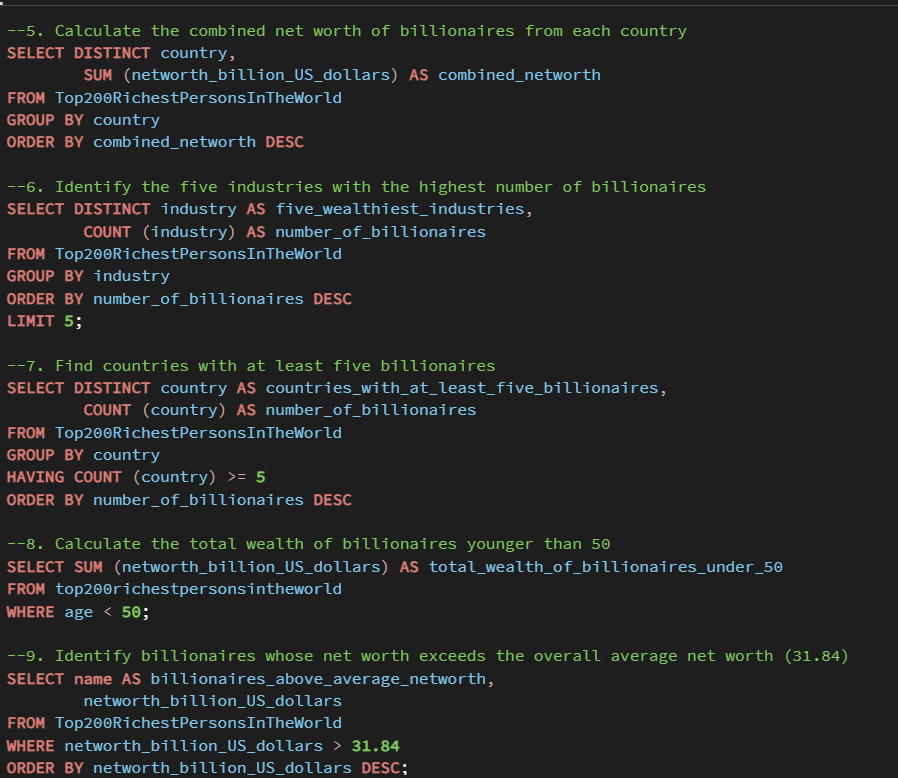 --5. Calculate the combined net worth of billionaires from each country
SELECT DISTINCT country,
        SUM (networth_billion_US_dollars) AS combined_networth
FROM Top200RichestPersonsInTheWorld
GROUP BY country
ORDER BY combined_networth DESC

--6. Identify the five industries with the highest number of billionaires
SELECT DISTINCT industry AS five_wealthiest_industries,
        COUNT (industry) AS number_of_billionaires
FROM Top200RichestPersonsInTheWorld
GROUP BY industry
ORDER BY number_of_billionaires DESC
LIMIT 5;

--7. Find countries with at least five billionaires
SELECT DISTINCT country AS countries_with_at_least_five_billionaires,
        COUNT (country) AS number_of_billionaires
FROM Top200RichestPersonsInTheWorld
GROUP BY country
HAVING COUNT (country) >= 5
ORDER BY number_of_billionaires DESC

--8. Calculate the total wealth of billionaires younger than 50
SELECT SUM (networth_billion_US_dollars) AS total_wealth_of_billionaires_under_50
FROM top200richestpersonsintheworld
WHERE age < 50;

--9. Identify billionaires whose net worth exceeds the overall average net worth (31.84)
SELECT name AS billionaires_above_average_networth,
        networth_billion_US_dollars
FROM Top200RichestPersonsInTheWorld
WHERE networth_billion_US_dollars > 31.84
ORDER BY networth_billion_US_dollars DESC;